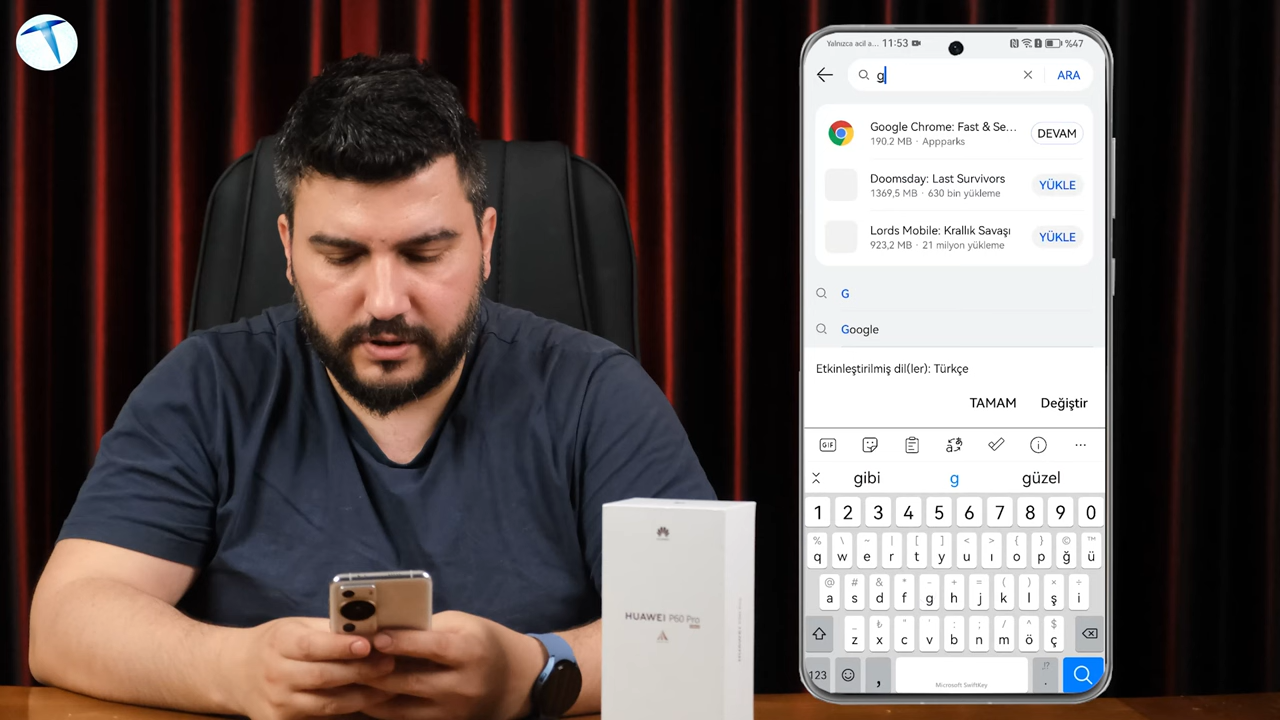 Yalnızca acil a... 11:53 %47
g ARA
Google Chrome: Fast & Se...
190.2 MB · Appparks
DEVAM
Doomsday: Last Survivors
1369,5 MB · 630 bin yükleme
YÜKLE
Lords Mobile: Krallık Savaşı
923,2 MB · 21 milyon yükleme
YÜKLE
G
Google
Etkinleştirilmiş dil(ler): Türkçe
TAMAM Değiştir
GIF
gibi g güzel
1 2 3 4 5 6 7 8 9 0
% \ ~ | [ ] < > { } © ™
q w e r t y u ı o p ğ ü
@ # & * - + = ( ) × ÷
a s d f g h j k l ş i
_ ₺ " ' : ; / ^ $
z x c v b n m ö ç
123 , Microsoft SwiftKey .!? 
HUAWEI P60 Pro